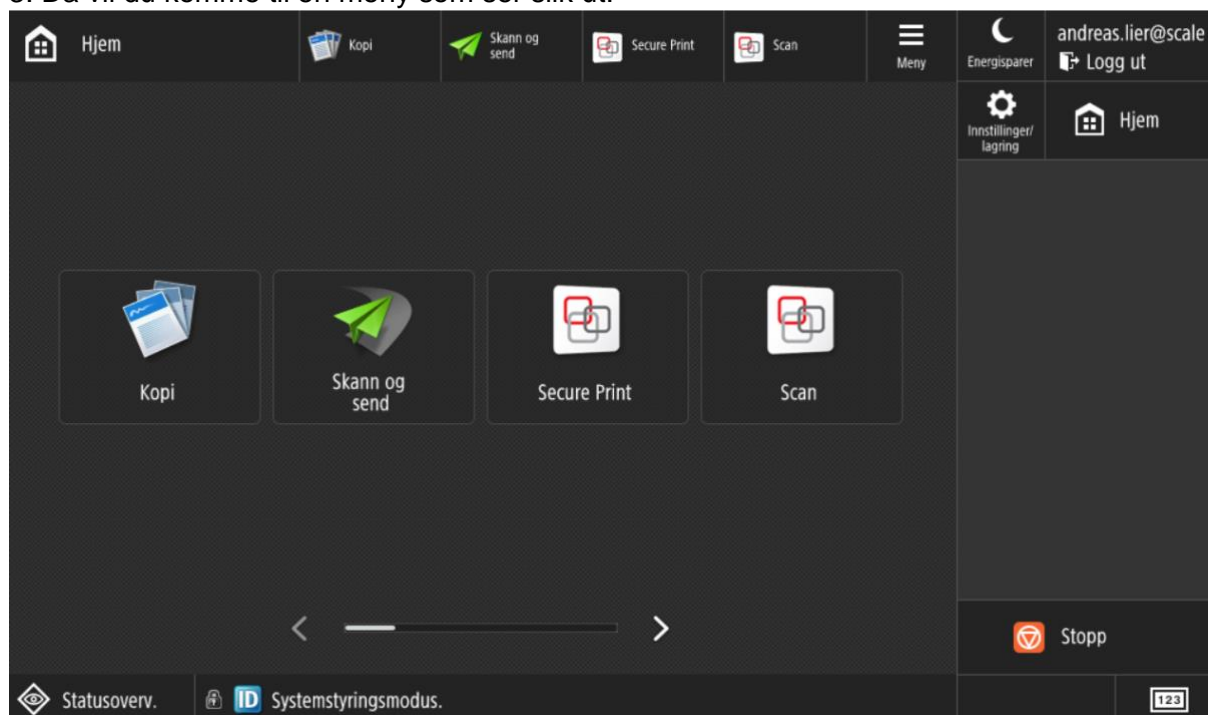 Hjem
Kopi
Skann og
send
Secure Print
Scan
Meny
Energisparer
andreas.lier@scale
Logg ut
Innstillinger/
lagring
Hjem
Kopi
Skann og
send
Secure Print
Scan
Stopp
Statusoverv.
ID
Systemstyringsmodus.
123